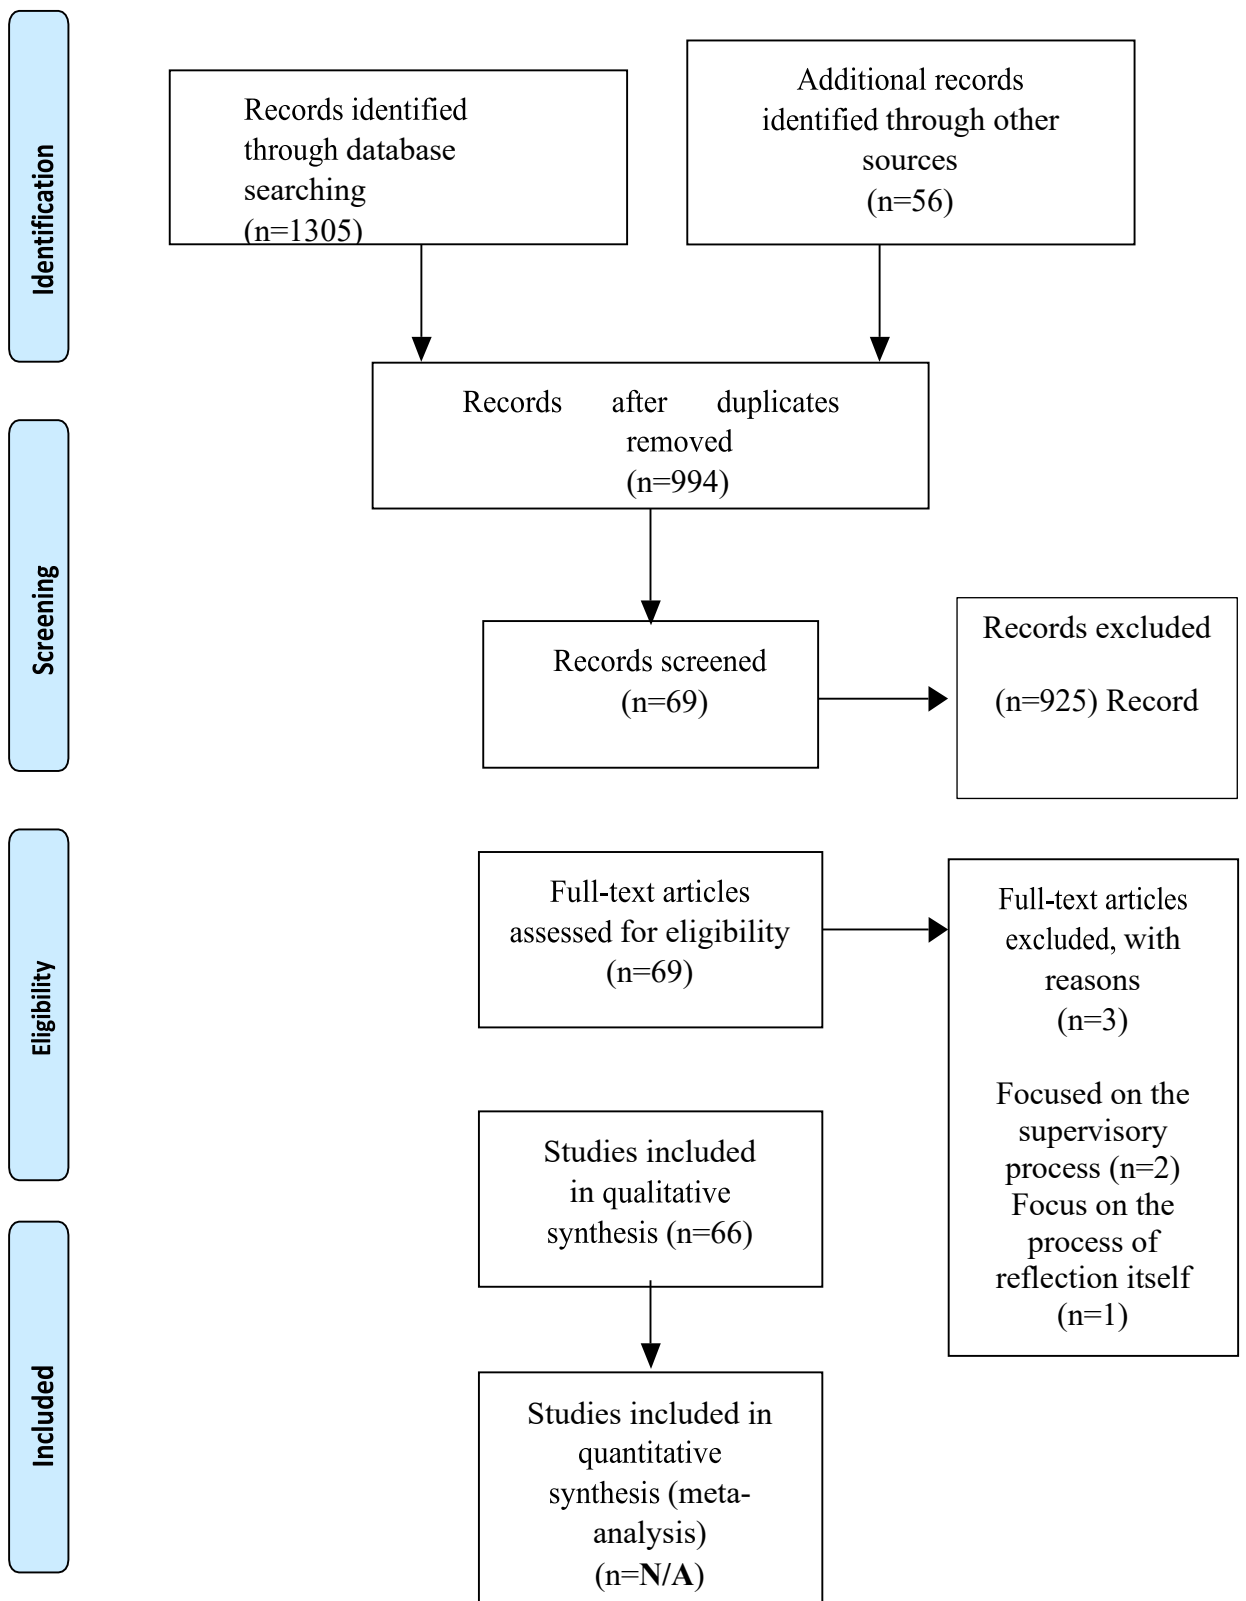 Identification
Records identified
through database
searching
(n=1305)
Additional records
identified through other
sources
(n=56)
Records after duplicates
removed
(n=994)
Screening
Records screened
(n=69)
Records excluded
(n=925) Record
Eligibility
Full-text articles
assessed for eligibility
(n=69)
Full-text articles
excluded, with
reasons
(n=3)
Focused on the
supervisory
process (n=2)
Focus on the
process of
reflection itself
(n=1)
Studies included
in qualitative
synthesis (n=66)
Included
Studies included in
quantitative
synthesis (meta-
analysis)
(n=N/A)